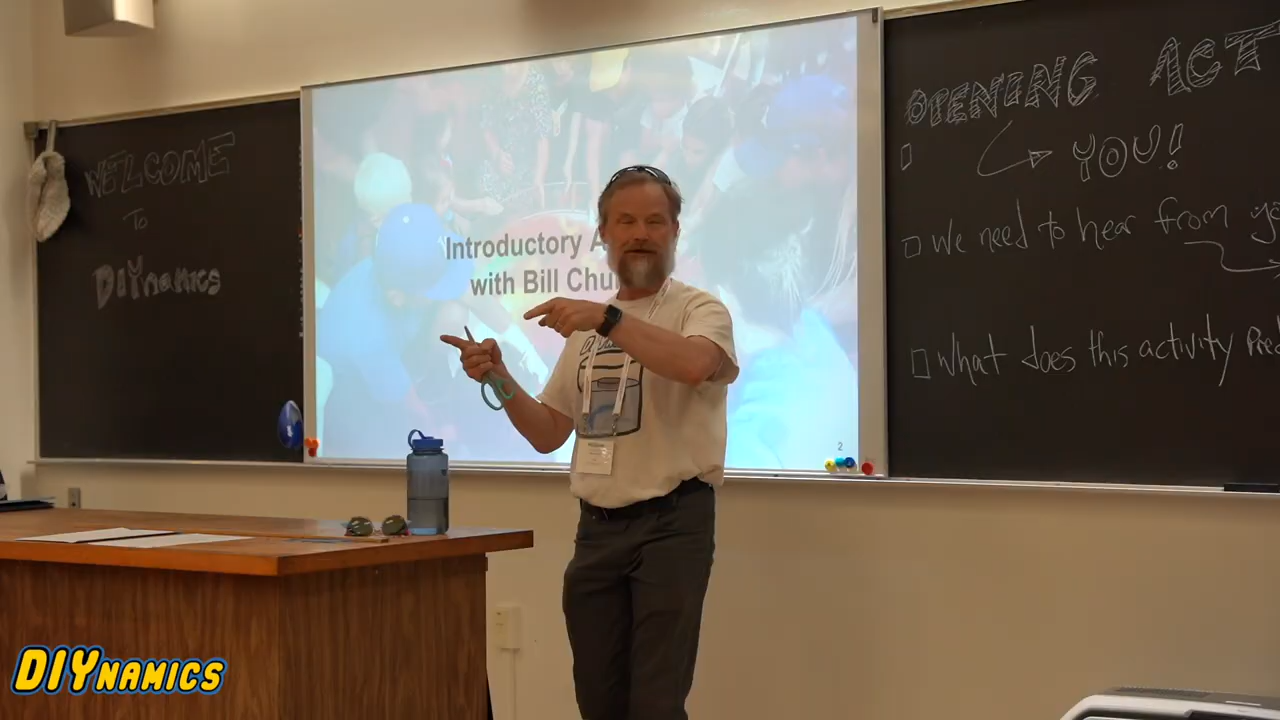 WELCOME
TO
DIYnamics
Introductory A
with Bill Chu
2
OPENING ACT
YOU!
We need to hear from yo
What does this activity Pre
DIYNAMICS